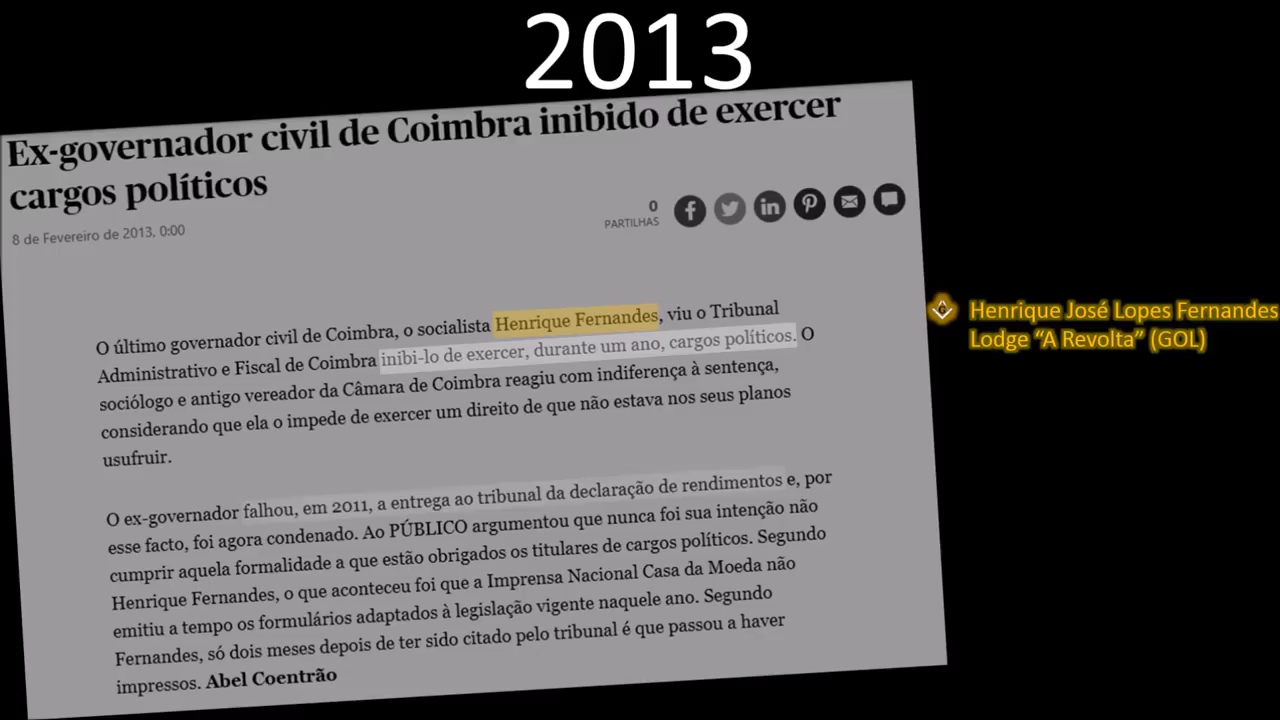 2013
Ex-governador civil de Coimbra inibido de exercer
cargos políticos
8 de Fevereiro de 2013, 0:00
0
PARTILHAS
O último governador civil de Coimbra, o socialista Henrique Fernandes, viu o Tribunal
Administrativo e Fiscal de Coimbra inibi-lo de exercer, durante um ano, cargos políticos. O
sociólogo e antigo vereador da Câmara de Coimbra reagiu com indiferença à sentença,
considerando que ela o impede de exercer um direito de que não estava nos seus planos
usufruir.
O ex-governador falhou, em 2011, a entrega ao tribunal da declaração de rendimentos e, por
esse facto, foi agora condenado. Ao PÚBLICO argumentou que nunca foi sua intenção não
cumprir aquela formalidade a que estão obrigados os titulares de cargos políticos. Segundo
Henrique Fernandes, o que aconteceu foi que a Imprensa Nacional Casa da Moeda não
emitiu a tempo os formulários adaptados à legislação vigente naquele ano. Segundo
Fernandes, só dois meses depois de ter sido citado pelo tribunal é que passou a haver
impressos. Abel Coentrão
Henrique José Lopes Fernandes
Lodge “A Revolta” (GOL)